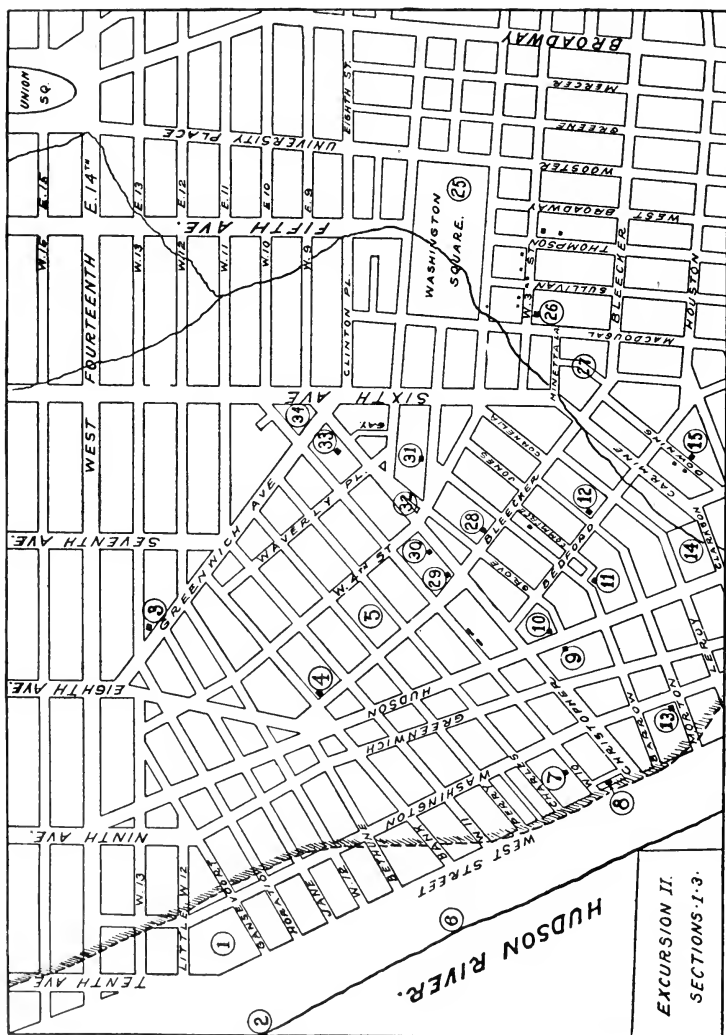 UNION
SQ.
BROADWAY
MERCER
GREENE
WOOSTER
WEST
BROADWAY
THOMPSON
SULLIVAN
MACDOUGAL
HOUSTON
BLEECKER
W. 3 ST
MINETTA LA
UNIVERSITY PLACE
EIGHTH ST.
FIFTH AVE.
E. 15
E. 14TH
E. 13
E. 12
E. 11
E. 10
E. 9
W. 15
FOURTEENTH
WEST
W. 13
W. 12
W. 11
W. 10
W. 9
CLINTON PL.
WASHINGTON
SQUARE.
25
26
27
SIXTH AVE
GAY
34
33
31
32
CORNELIA
JONES
BLEECKER
CARMINE
DOWNING
15
12
28
30
29
14
CLARKSON
LEROY
BEDFORD
GROVE
11
10
9
SEVENTH AVE.
GREENWICH AVE
WAVERLY PL.
W. 4TH ST
3
5
4
EIGHTH AVE.
HUDSON
GREENWICH
WASHINGTON
CHRISTOPHER
BARROW
MORTON
13
W. 10
7
8
CHARLES
PERRY
W. 11
BANK
BETHUNE
W. 12
JANE
HORATIO
GANSEVOORT
LITTLE W. 12
W. 13
NINTH AVE.
TENTH AVE
WEST STREET
1
2
6
HUDSON RIVER.
EXCURSION II.
SECTIONS·1-3·